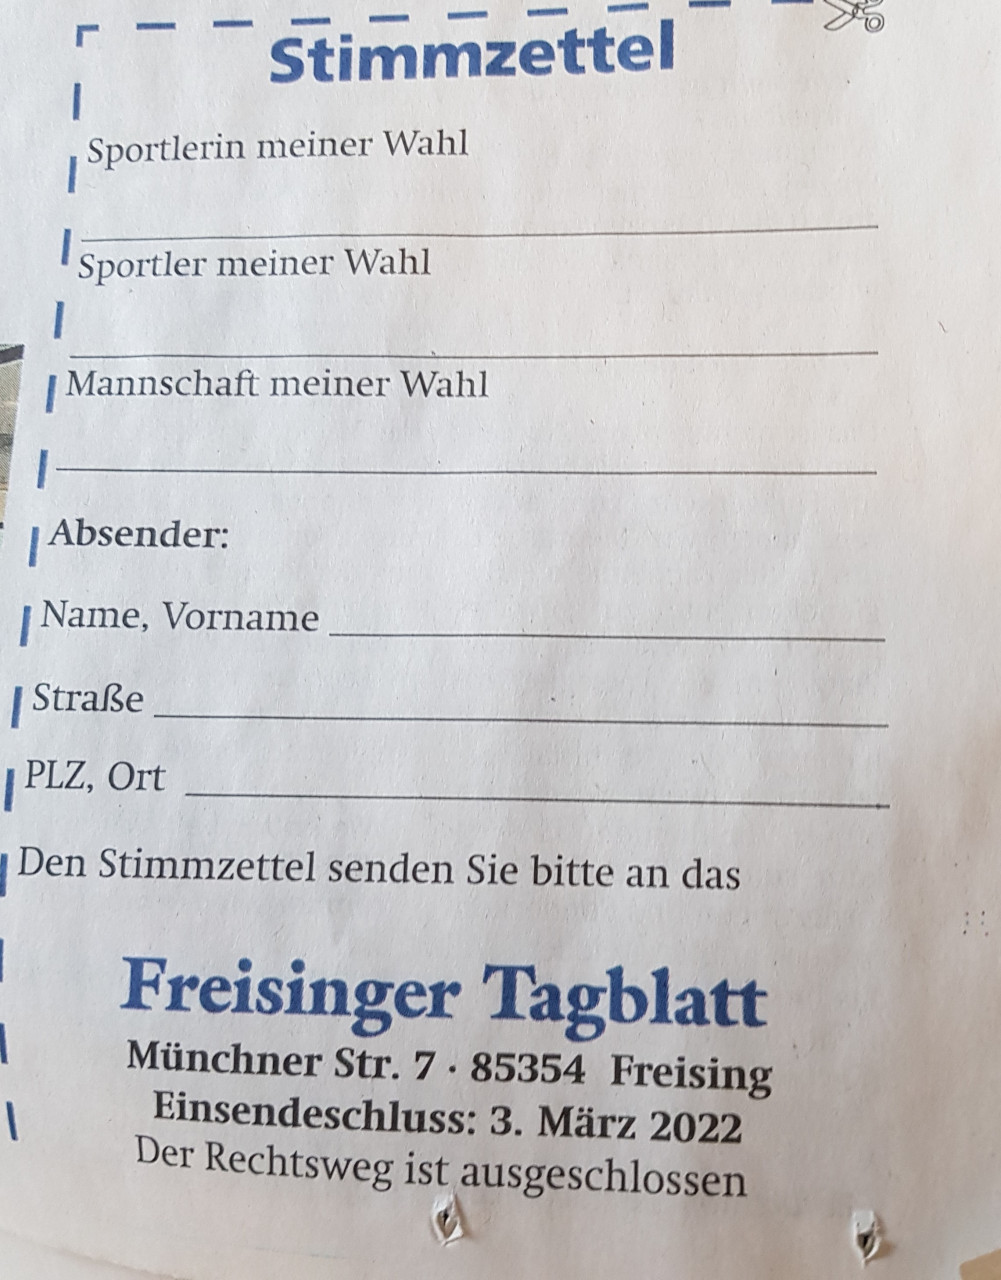 Stimmzettel
Sportlerin meiner Wahl
Sportler meiner Wahl
Mannschaft meiner Wahl
Absender:
Name, Vorname
Straße
PLZ, Ort
Den Stimmzettel senden Sie bitte an das
Freisinger Tagblatt
Münchner Str. 7 · 85354 Freising
Einsendeschluss: 3. März 2022
Der Rechtsweg ist ausgeschlossen